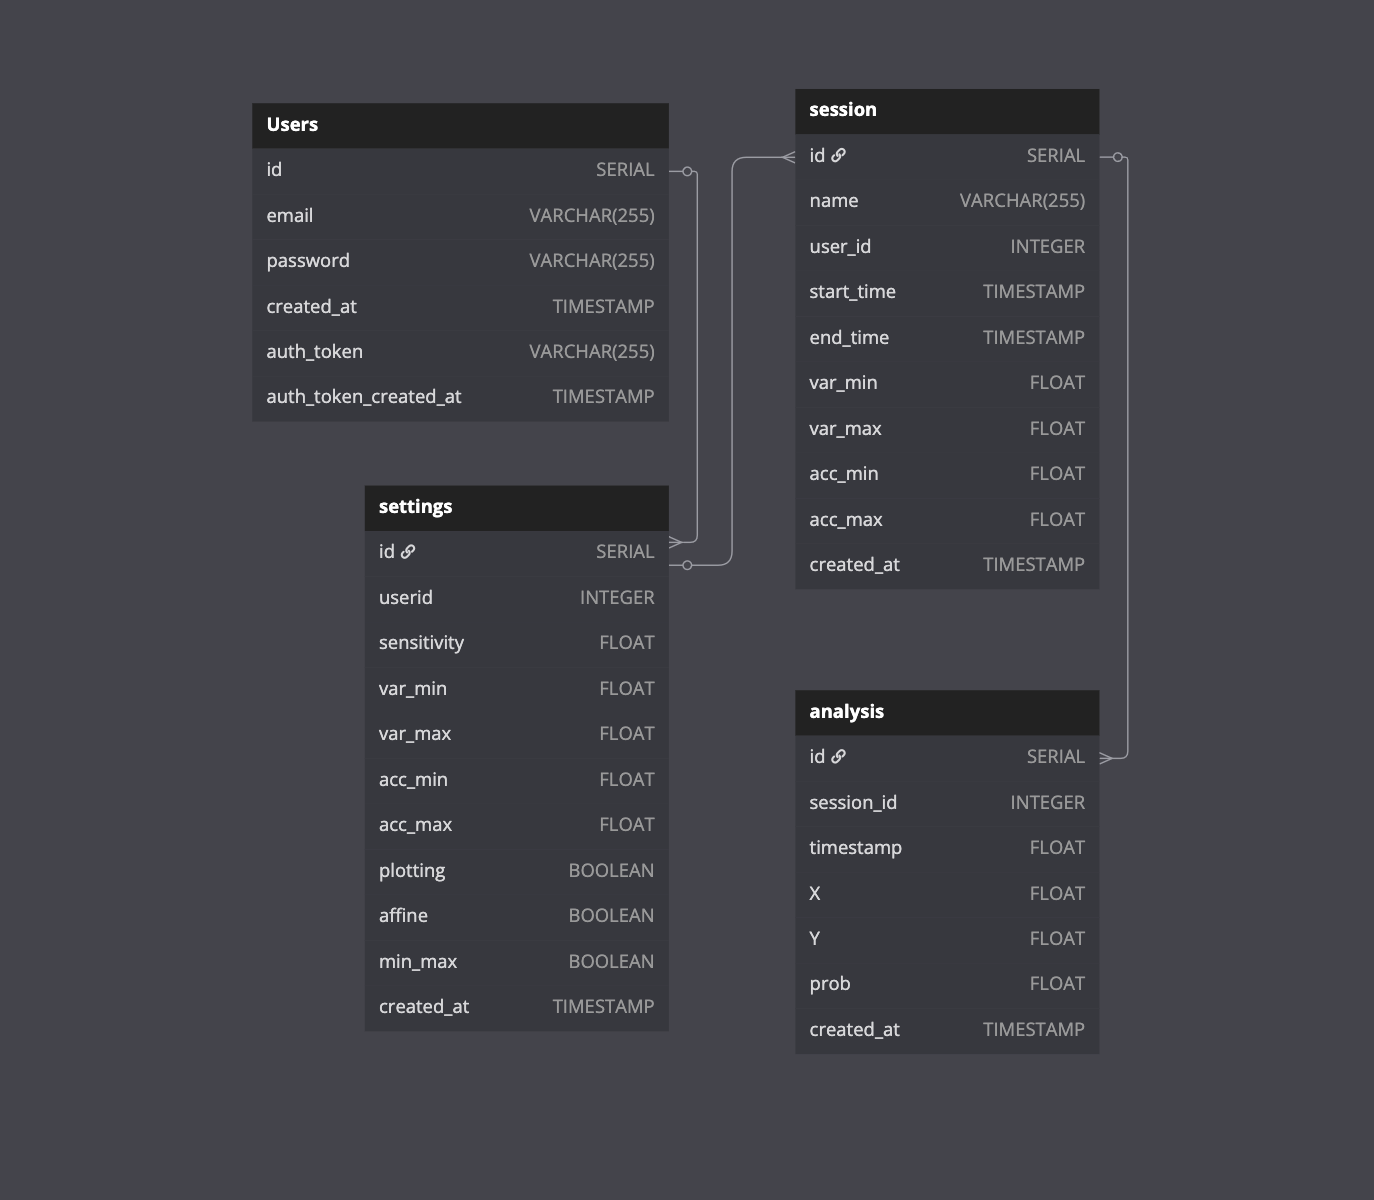 Users
id SERIAL
email VARCHAR(255)
password VARCHAR(255)
created_at TIMESTAMP
auth_token VARCHAR(255)
auth_token_created_at TIMESTAMP
settings
id SERIAL
userid INTEGER
sensitivity FLOAT
var_min FLOAT
var_max FLOAT
acc_min FLOAT
acc_max FLOAT
plotting BOOLEAN
affine BOOLEAN
min_max BOOLEAN
created_at TIMESTAMP
session
id SERIAL
name VARCHAR(255)
user_id INTEGER
start_time TIMESTAMP
end_time TIMESTAMP
var_min FLOAT
var_max FLOAT
acc_min FLOAT
acc_max FLOAT
created_at TIMESTAMP
analysis
id SERIAL
session_id INTEGER
timestamp FLOAT
X FLOAT
Y FLOAT
prob FLOAT
created_at TIMESTAMP